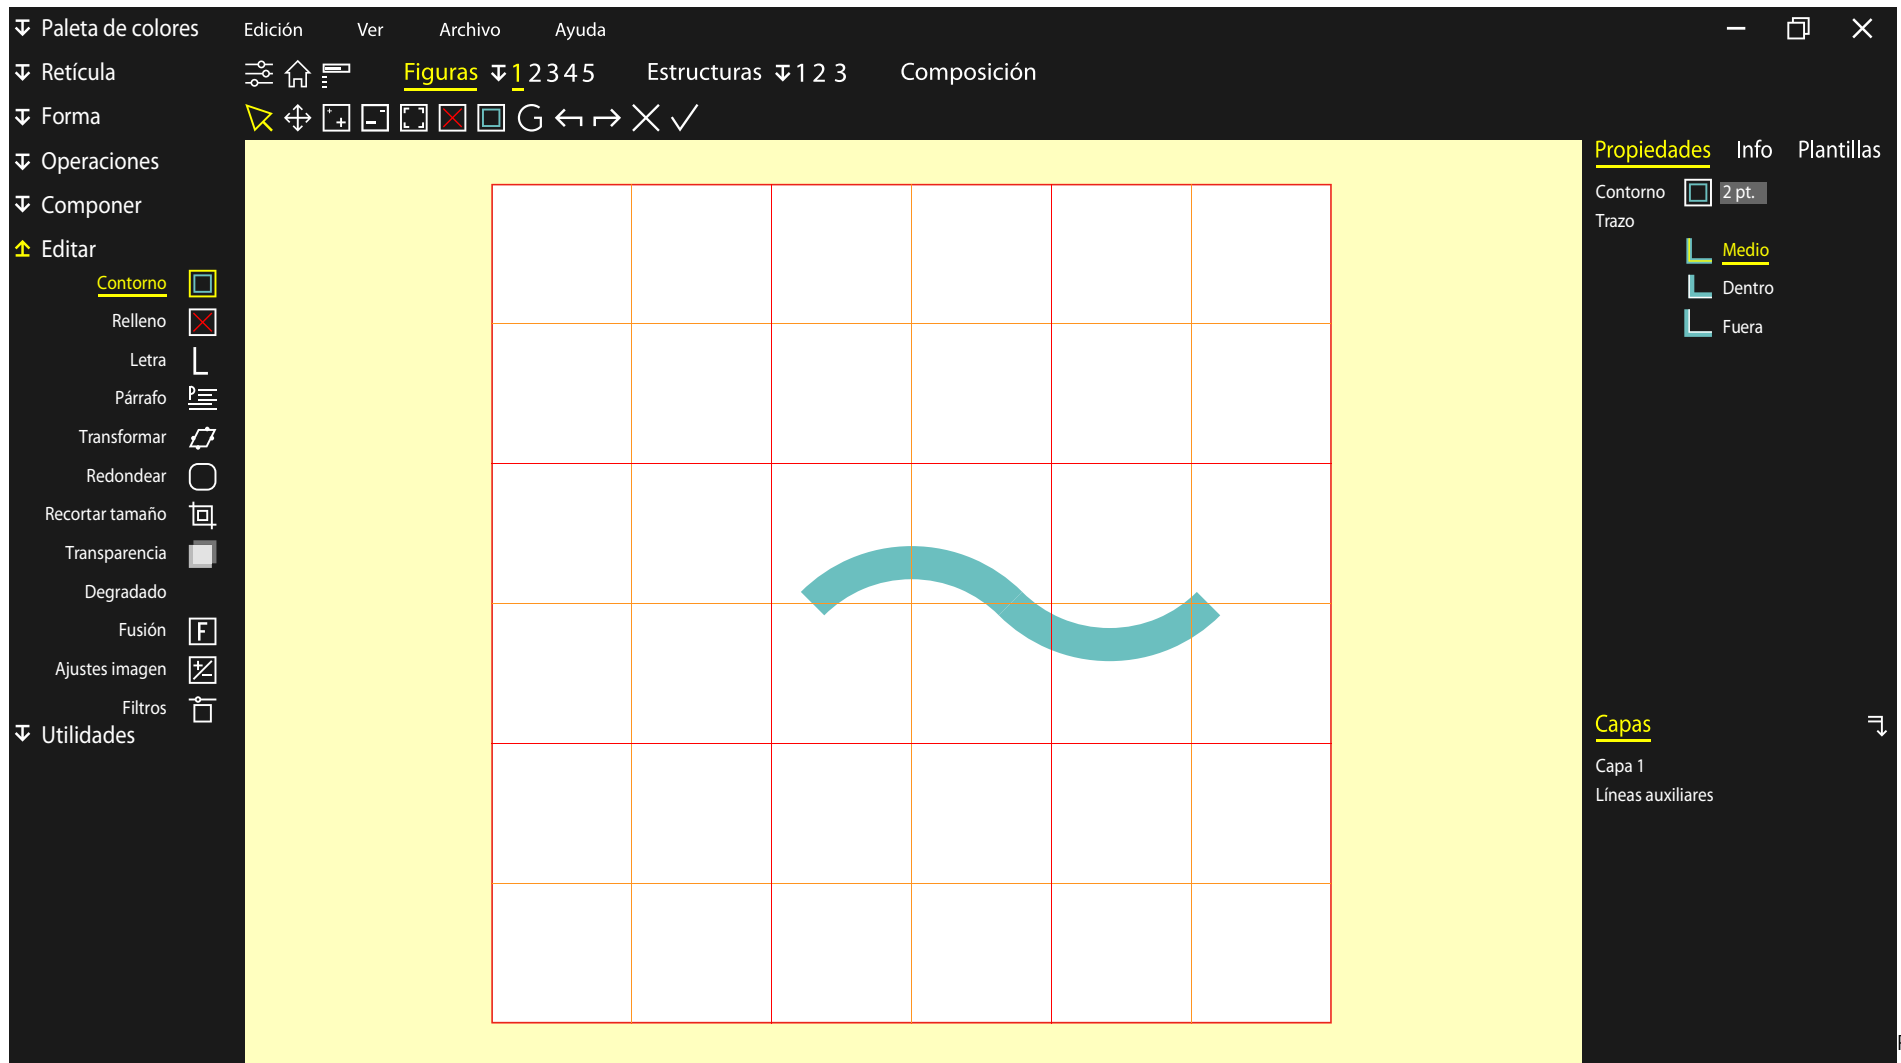 Paleta de colores
Edición Ver Archivo Ayuda
Retícula
Figuras 1 2 3 4 5 Estructuras 1 2 3 Composición
Forma
Operaciones
Componer
Editar
Contorno
Relleno
Letra
Párrafo
Transformar
Redondear
Recortar tamaño
Transparencia
Degradado
Fusión F
Ajustes imagen
Filtros
Utilidades
Propiedades Info Plantillas
Contorno 2 pt.
Trazo
Medio
Dentro
Fuera
Capas
Capa 1
Líneas auxiliares